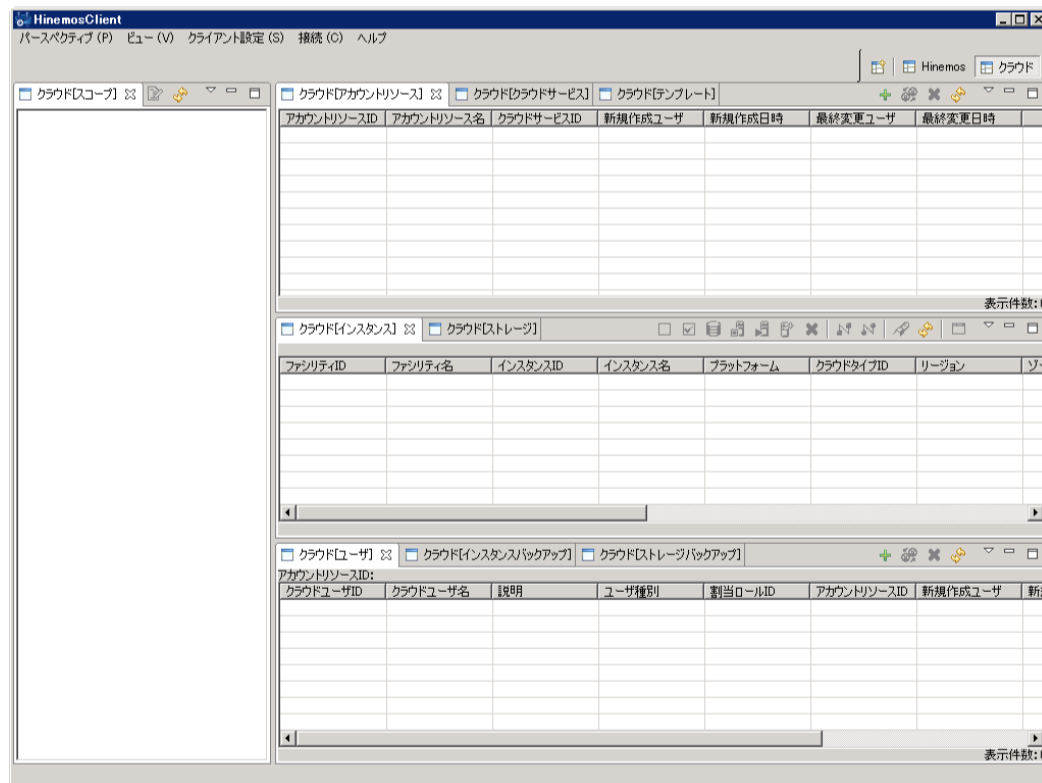 HinemosClient
パースペクティブ (P) ビュー (V) クライアント設定 (S) 接続 (C) ヘルプ
Hinemos クラウド
クラウド[スコープ]
クラウド[アカウントリソース] クラウド[クラウドサービス] クラウド[テンプレート]
アカウントリソースID アカウントリソース名 クラウドサービスID 新規作成ユーザ 新規作成日時 最終変更ユーザ 最終変更日時
表示件数:
クラウド[インスタンス] クラウド[ストレージ]
ファシリティID ファシリティ名 インスタンスID インスタンス名 プラットフォーム クラウドタイプID リージョン
クラウド[ユーザ] クラウド[インスタンスバックアップ] クラウド[ストレージバックアップ]
アカウントリソースID:
クラウドユーザID クラウドユーザ名 説明 ユーザ種別 割当ロールID アカウントリソースID 新規作成ユーザ
表示件数: